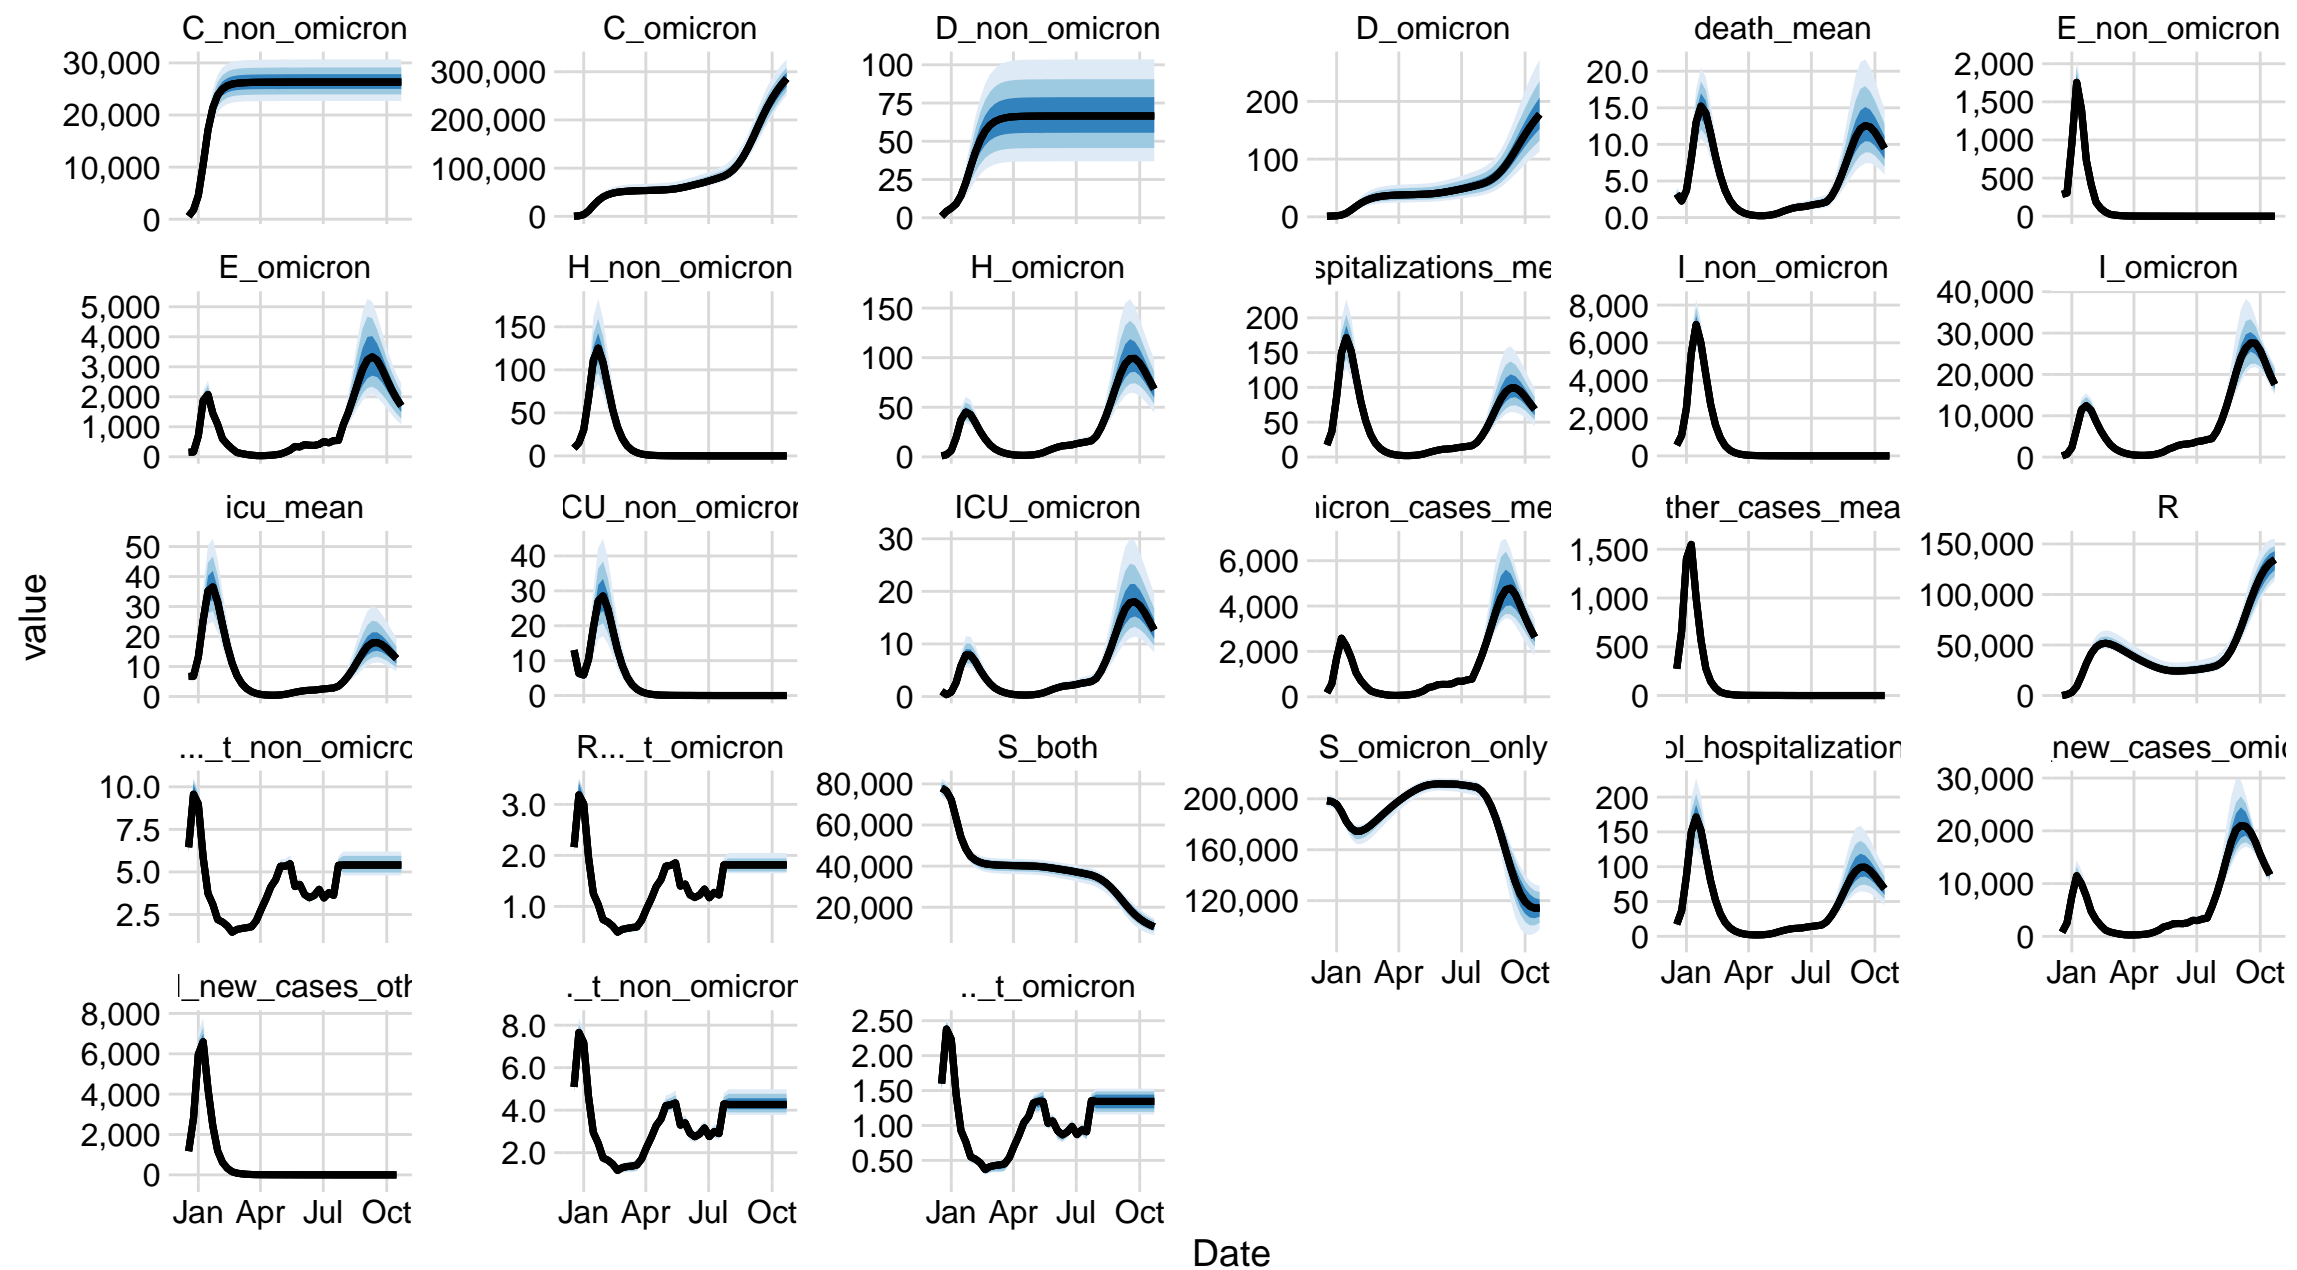 C_non_omicron C_omicron D_non_omicron D_omicron death_mean E_non_omicron
30,000 300,000 100 200 20.0 2,000
20,000 200,000 75 100 15.0 1,500
10,000 100,000 50 0 10.0 1,000
0 0 25 5.0 500
0 0.0 0
E_omicron H_non_omicron H_omicron spitalizations_me I_non_omicron I_omicron
5,000 150 150 200 8,000 40,000
4,000 100 100 150 6,000 30,000
3,000 50 50 100 4,000 20,000
2,000 0 0 50 2,000 10,000
1,000 0 0 0
0
icu_mean CU_non_omicror ICU_omicron nicron_cases_me ther_cases_mea R
50 40 30 6,000 1,500 150,000
40 30 20 4,000 1,000 100,000
30 20 10 2,000 500 50,000
20 10 0 0 0 0
10 0
0
value
..._t_non_omicro R..._t_omicron S_both S_omicron_only ol_hospitalization _new_cases_omic
10.0 3.0 80,000 200,000 200 30,000
7.5 2.0 60,000 160,000 150 20,000
5.0 1.0 40,000 120,000 100 10,000
2.5 20,000 50 0
0
Jan Apr Jul Oct Jan Apr Jul Oct Jan Apr Jul Oct
l_new_cases_oth ._t_non_omicron .._t_omicron
8,000 8.0 2.50
6,000 6.0 2.00
4,000 4.0 1.50
2,000 2.0 1.00
0 0.50
Jan Apr Jul Oct Jan Apr Jul Oct Jan Apr Jul Oct
Date